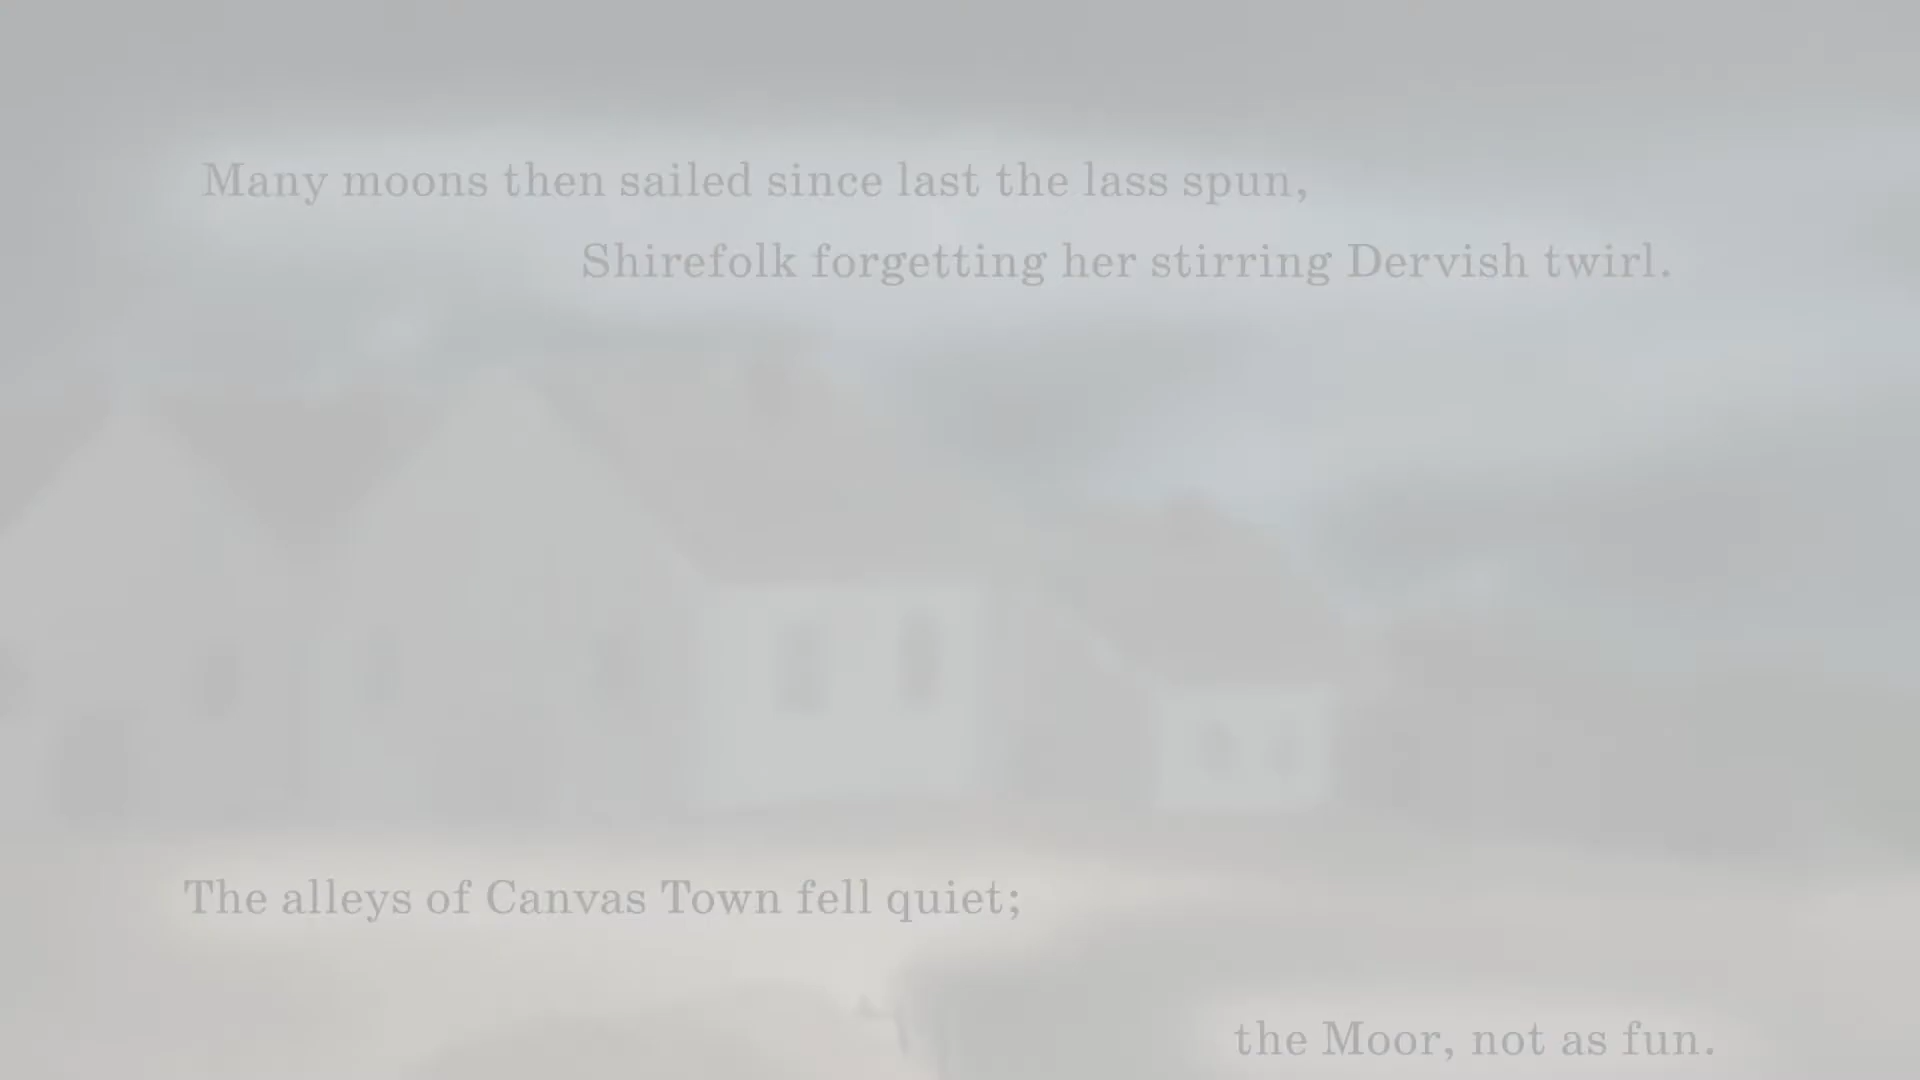 Many moons then sailed since last the lass spun,
Shirefolk forgetting her stirring Dervish twirl.
The alleys of Canvas Town fell quiet;
the Moor, not as fun.